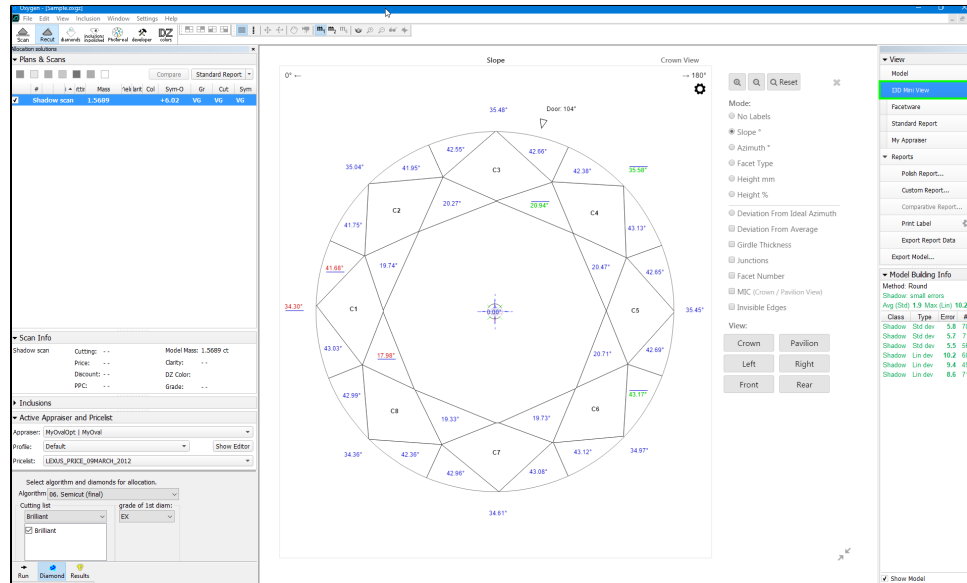 Oxygen - [Sample.oxgz]
File Edit View Inclusion Window Settings Help
Scan Recut diamonds Photoreal developer DZ colors
Allocation solutions
Plans & Scans
Compare Standard Report
# Mass Col Sym-O Gr Cut Sym
Shadow scan 1.5689 +6.02 VG VG VG
Scan Info
Shadow scan Cutting: -- Model Mass: 1.5689 ct
Price: -- Clarity: --
Discount: -- DZ Color:
PPC: -- Grade: --
Inclusions
Active Appraiser and Pricelist
Appraiser: MyOvalOpt | MyOval
Profile: Default Show Editor
Pricelist: LEXUS_PRICE_09MARCH_2012
Select algorithm and diamonds for allocation.
Algorithm 06. Semicut (final)
Cutting list grade of 1st diam:
Brilliant EX
Brilliant
Run Diamond Results
Slope Crown View
0° ← → 180°
35.48° Door: 104°
42.55° 42.66°
35.04° 41.95° C3 42.38° 35.58°
20.27° 20.94°
C2 C4
41.75° 43.13°
41.68° 19.74° 20.47° 42.65°
34.30° C1 0.00° C5 35.45°
43.03° 17.98° 20.71° 42.69°
42.99° 43.17°
C8 C6
19.33° 19.73°
34.36° 42.36° C7 43.12° 34.97°
42.96° 43.08°
34.61°
Reset
Mode:
No Labels
Slope °
Azimuth °
Facet Type
Height mm
Height %
Deviation From Ideal Azimuth
Deviation From Average
Girdle Thickness
Junctions
Facet Number
MIC (Crown / Pavilion View)
Invisible Edges
View:
Crown Pavilion
Left Right
Front Rear
View
Model
I3D Mini View
Facetware
Standard Report
My Appraiser
Reports
Polish Report...
Custom Report...
Comparative Report...
Print Label
Export Report Data
Export Model...
Model Building Info
Method: Round
Shadow: small errors
Avg (Std) 1.9 Max (Lin) 10.2
Class Type Error #
Shadow Std dev 5.8
Shadow Std dev 5.7
Shadow Std dev 5.5
Shadow Lin dev 10.2
Shadow Lin dev 9.4
Shadow Lin dev 8.6
Show Model